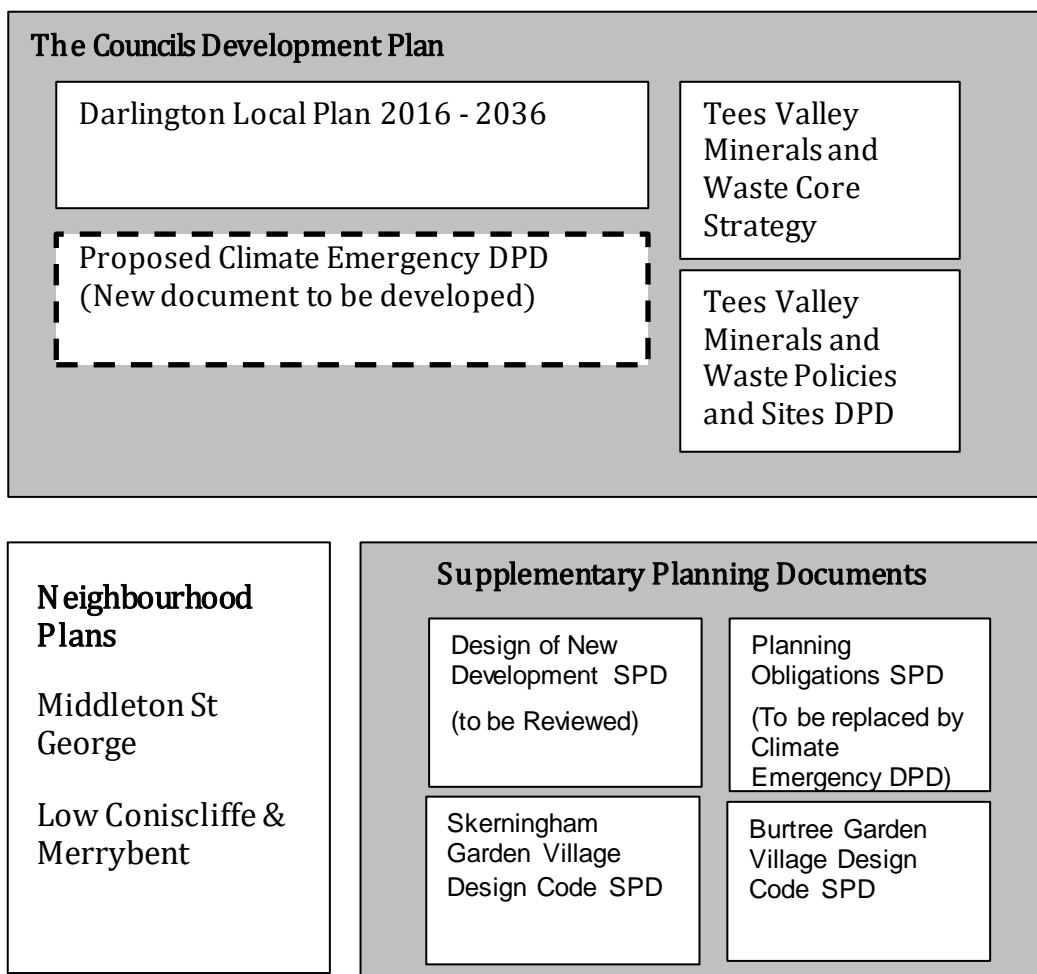 The Councils Development Plan
Darlington Local Plan 2016 - 2036
Proposed Climate Emergency DPD
(New document to be developed)
Tees Valley
Minerals and
Waste Core
Strategy
Tees Valley
Minerals and
Waste Policies
and Sites DPD
Neighbourhood
Plans
Middleton St
George
Low Coniscliffe &
Merrybent
Supplementary Planning Documents
Design of New
Development SPD
(to be Reviewed)
Planning
Obligations SPD
(To be replaced by
Climate
Emergency DPD)
Skerningham
Garden Village
Design Code SPD
Burtree Garden
Village Design
Code SPD